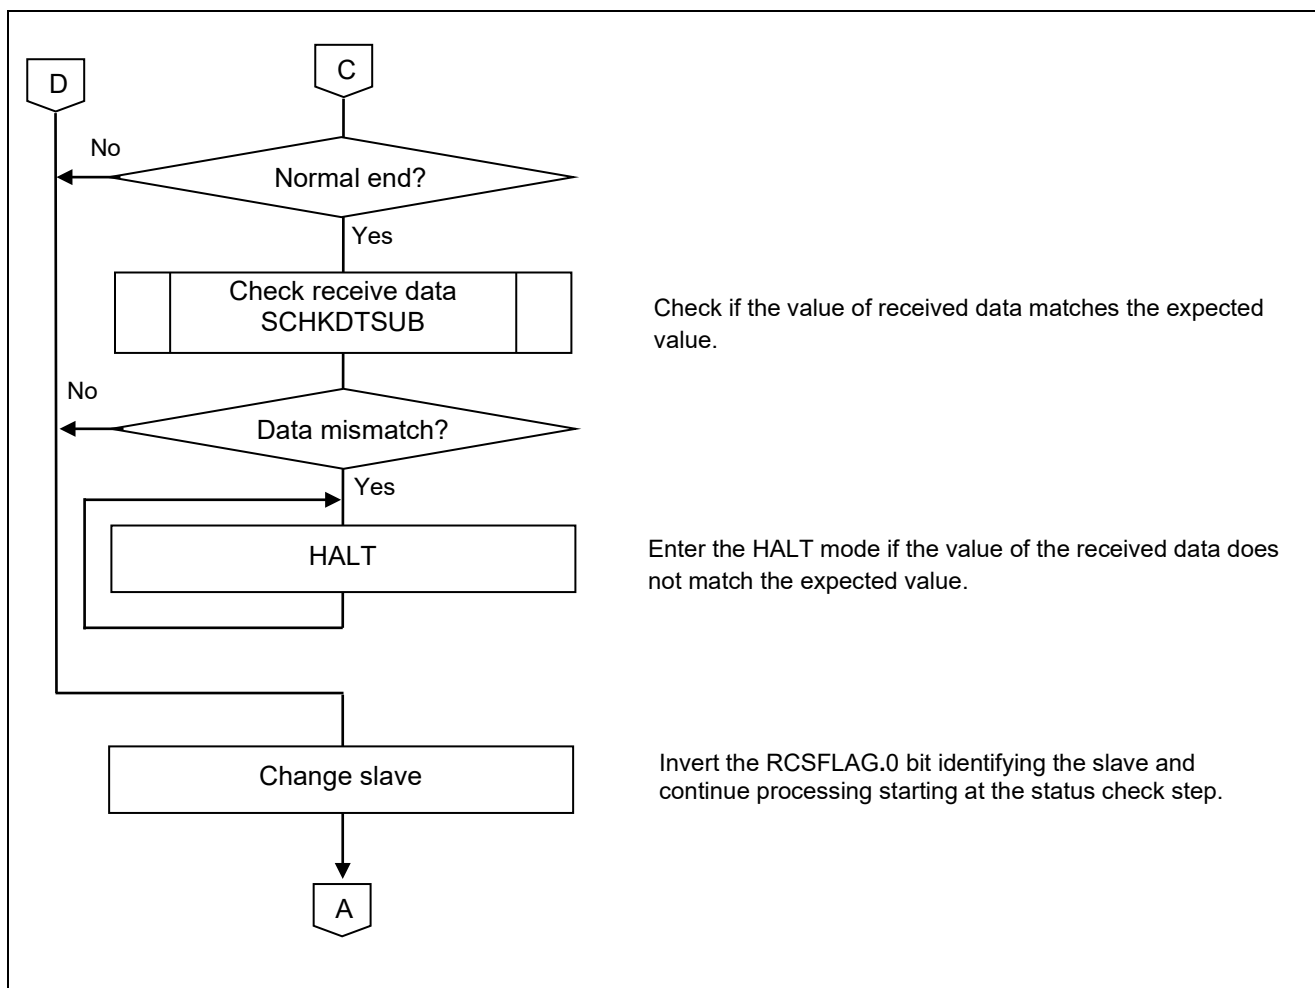 D
C
No
Normal end?
Yes
Check receive data
SCHKDTSUB
Check if the value of received data matches the expected
value.
No
Data mismatch?
Yes
HALT
Enter the HALT mode if the value of the received data does
not match the expected value.
Change slave
Invert the RCSFLAG.0 bit identifying the slave and
continue processing starting at the status check step.
A